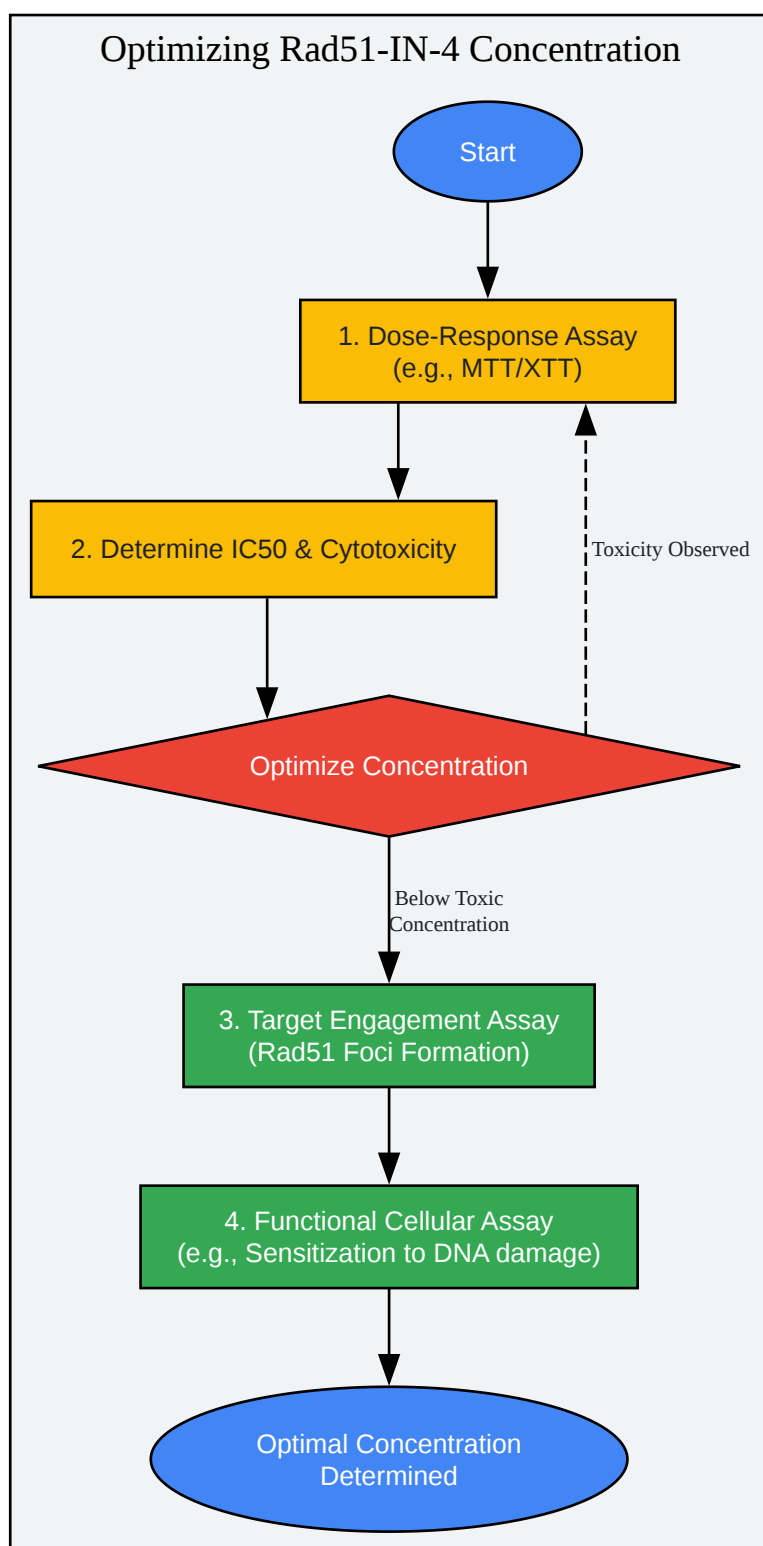 Optimizing Rad51-IN-4 Concentration
Start
1. Dose-Response Assay
(e.g., MTT/XTT)
2. Determine IC50 & Cytotoxicity
Toxicity Observed
Optimize Concentration
Below Toxic
Concentration
3. Target Engagement Assay
(Rad51 Foci Formation)
4. Functional Cellular Assay
(e.g., Sensitization to DNA damage)
Optimal Concentration
Determined